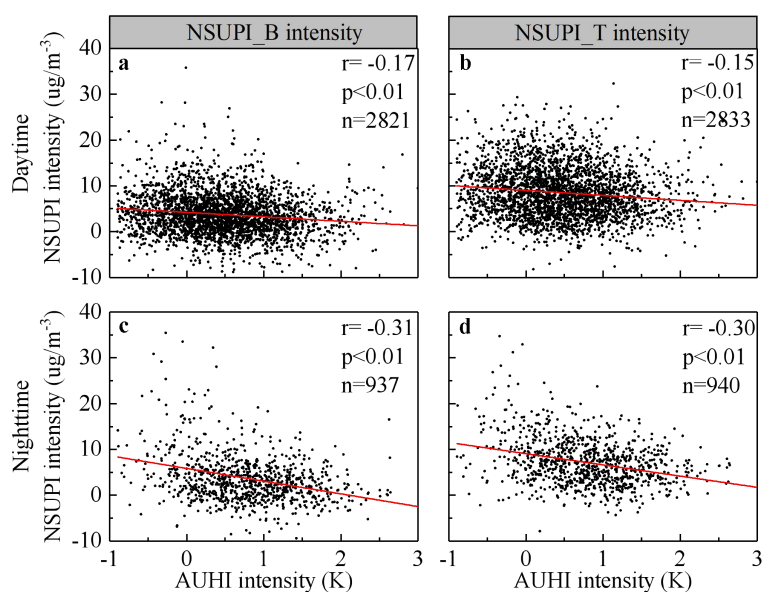 NSUPI_B intensity
NSUPI_T intensity
Daytime
NSUPI intensity (ug/m⁻³)
40
30
20
10
0
-10
a
r= -0.17
p<0.01
n=2821
b
r= -0.15
p<0.01
n=2833
Nighttime
NSUPI intensity (ug/m⁻³)
40
30
20
10
0
-10
c
r= -0.31
p<0.01
n=937
d
r= -0.30
p<0.01
n=940
-1 0 1 2 3
-1 0 1 2 3
AUHI intensity (K)
AUHI intensity (K)